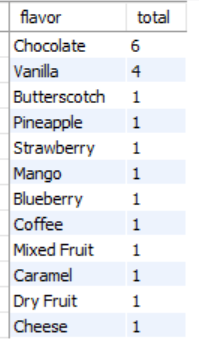 flavor total
Chocolate 6
Vanilla 4
Butterscotch 1
Pineapple 1
Strawberry 1
Mango 1
Blueberry 1
Coffee 1
Mixed Fruit 1
Caramel 1
Dry Fruit 1
Cheese 1